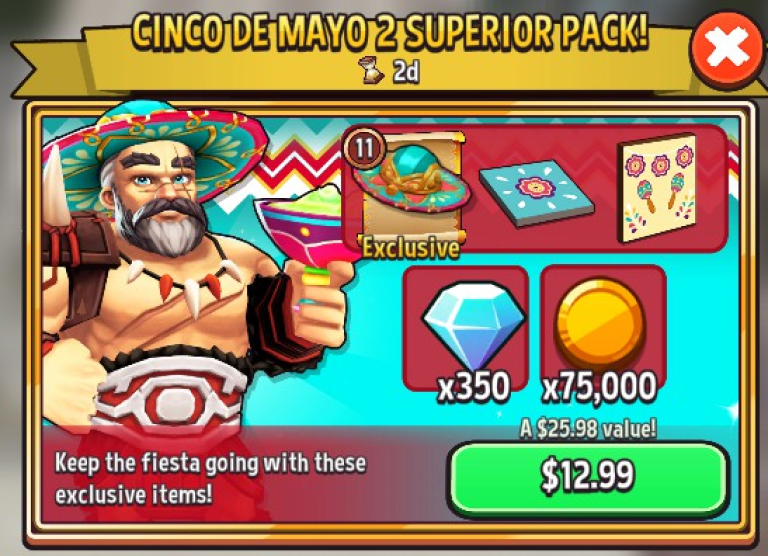 CINCO DE MAYO 2 SUPERIOR PACK!
2d
11
Exclusive
x350
x75,000
A $25.98 value!
$12.99
Keep the fiesta going with these
exclusive items!